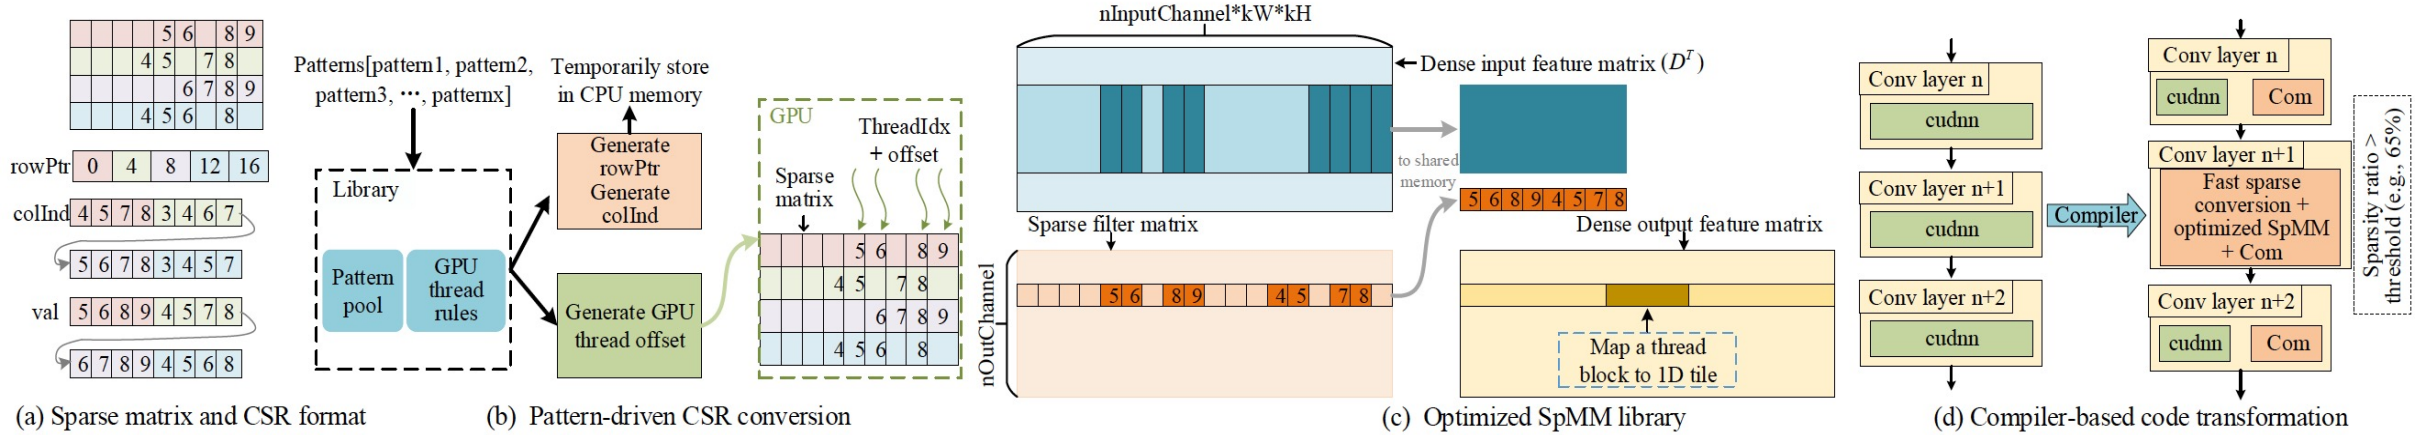 5 6 8 9
4 5 7 8
6 7 8 9
4 5 6 8
rowPtr 0 4 8 12 16
colInd 4 5 7 8 3 4 6 7
5 6 7 8 3 4 5 7
val 5 6 8 9 4 5 7 8
6 7 8 9 4 5 6 8
(a) Sparse matrix and CSR format
Patterns[pattern1, pattern2,
pattern3, ···, patternx]
Library
Pattern
pool
GPU
thread
rules
Temporarily store
in CPU memory
Generate
rowPtr
Generate
colInd
Generate GPU
thread offset
GPU
ThreadIdx
+ offset
Sparse
matrix
5 6 8 9
4 5 7 8
6 7 8 9
4 5 6 8
(b) Pattern-driven CSR conversion
nInputChannel*kW*kH
Dense input feature matrix (D^T)
to shared
memory
5 6 8 9 4 5 7 8
Sparse filter matrix
Dense output feature matrix
nOutChannel
5 6 8 9 4 5 7 8
Map a thread
block to 1D tile
(c) Optimized SpMM library
Conv layer n
cudnn
Conv layer n+1
cudnn
Conv layer n+2
cudnn
Compiler
Conv layer n
cudnn Com
Conv layer n+1
Fast sparse
conversion +
optimized SpMM
+ Com
Conv layer n+2
cudnn Com
Sparsity ratio >
threshold (e.g., 65%)
(d) Compiler-based code transformation